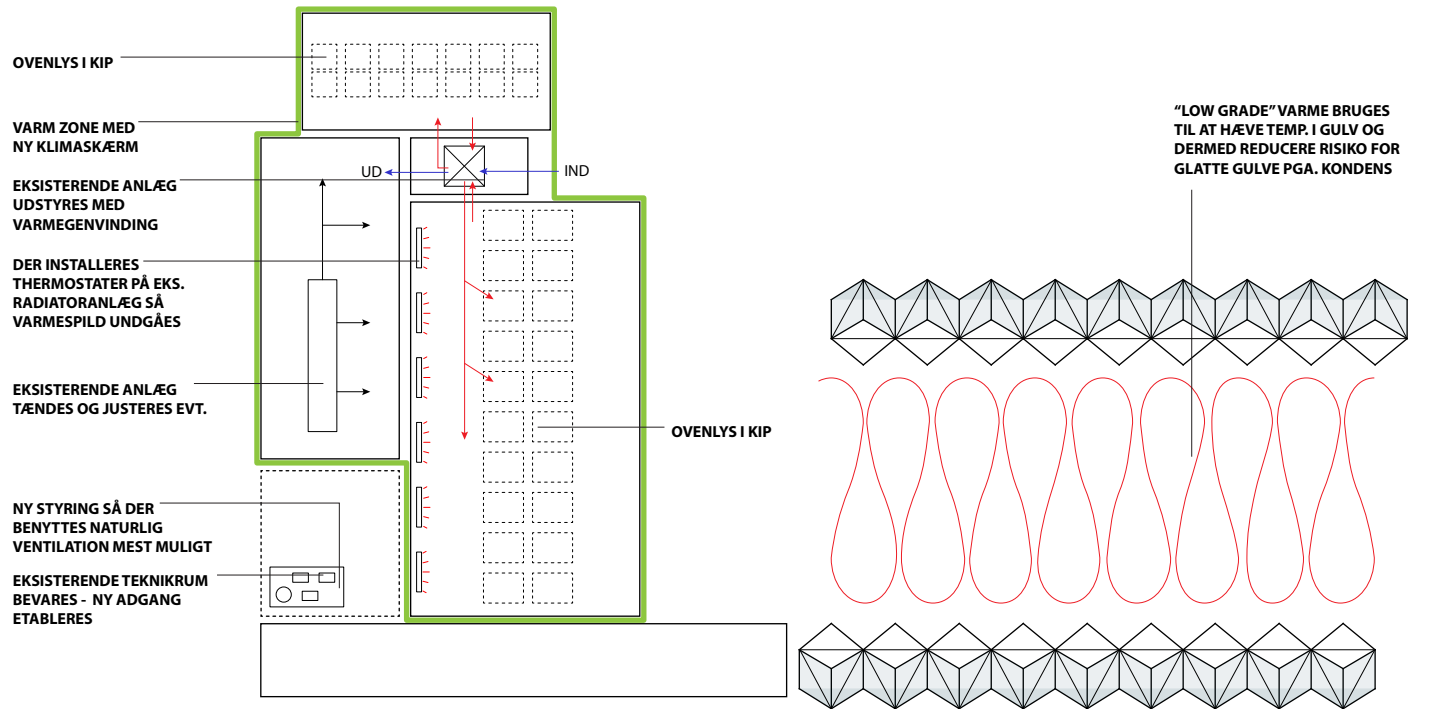 OVENLYS I KIP
VARM ZONE MED
NY KLIMASKÆRM
EKSISTERENDE ANLÆG
UDSTYRES MED
VARMEGENVINDING
DER INSTALLERES
THERMOSTATER PÅ EKS.
RADIATORANLÆG SÅ
VARMESPILD UNDGÅES
EKSISTERENDE ANLÆG
TÆNDES OG JUSTERES EVT.
NY STYRING SÅ DER
BENYTTES NATURLIG
VENTILATION MEST MULIGT
EKSISTERENDE TEKNIKRUM
BEVARES - NY ADGANG
ETABLERES
UD
IND
OVENLYS I KIP
“LOW GRADE” VARME BRUGES
TIL AT HÆVE TEMP. I GULV OG
DERMED REDUCERE RISIKO FOR
GLATTE GULVE PGA. KONDENS